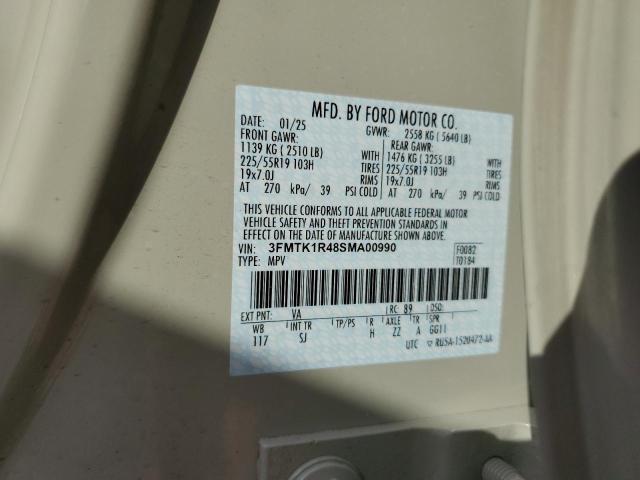 MFD. BY FORD MOTOR CO.
DATE: 01/25 GVWR: 2558 KG ( 5640 LB)
FRONT GAWR: REAR GAWR:
1139 KG ( 2510 LB) WITH 1476 KG ( 3255 LB) WITH
225/55R19 103H TIRES 225/55R19 103H TIRES
19x7.0J RIMS 19x7.0J RIMS
AT 270 kPa/ 39 PSI COLD AT 270 kPa/ 39 PSI COLD
THIS VEHICLE CONFORMS TO ALL APPLICABLE FEDERAL MOTOR
VEHICLE SAFETY AND THEFT PREVENTION STANDARDS IN
EFFECT ON THE DATE OF MANUFACTURE SHOWN ABOVE.
VIN: 3FMTK1R48SMA00990 F0082
TYPE: MPV T0184
EXT PNT: VA RC: 89 DSO:
WB INT TR TP/PS R AXLE TR SPR
117 SJ H ZZ A GG11
UTC ▽ RU5A-1520472-AA